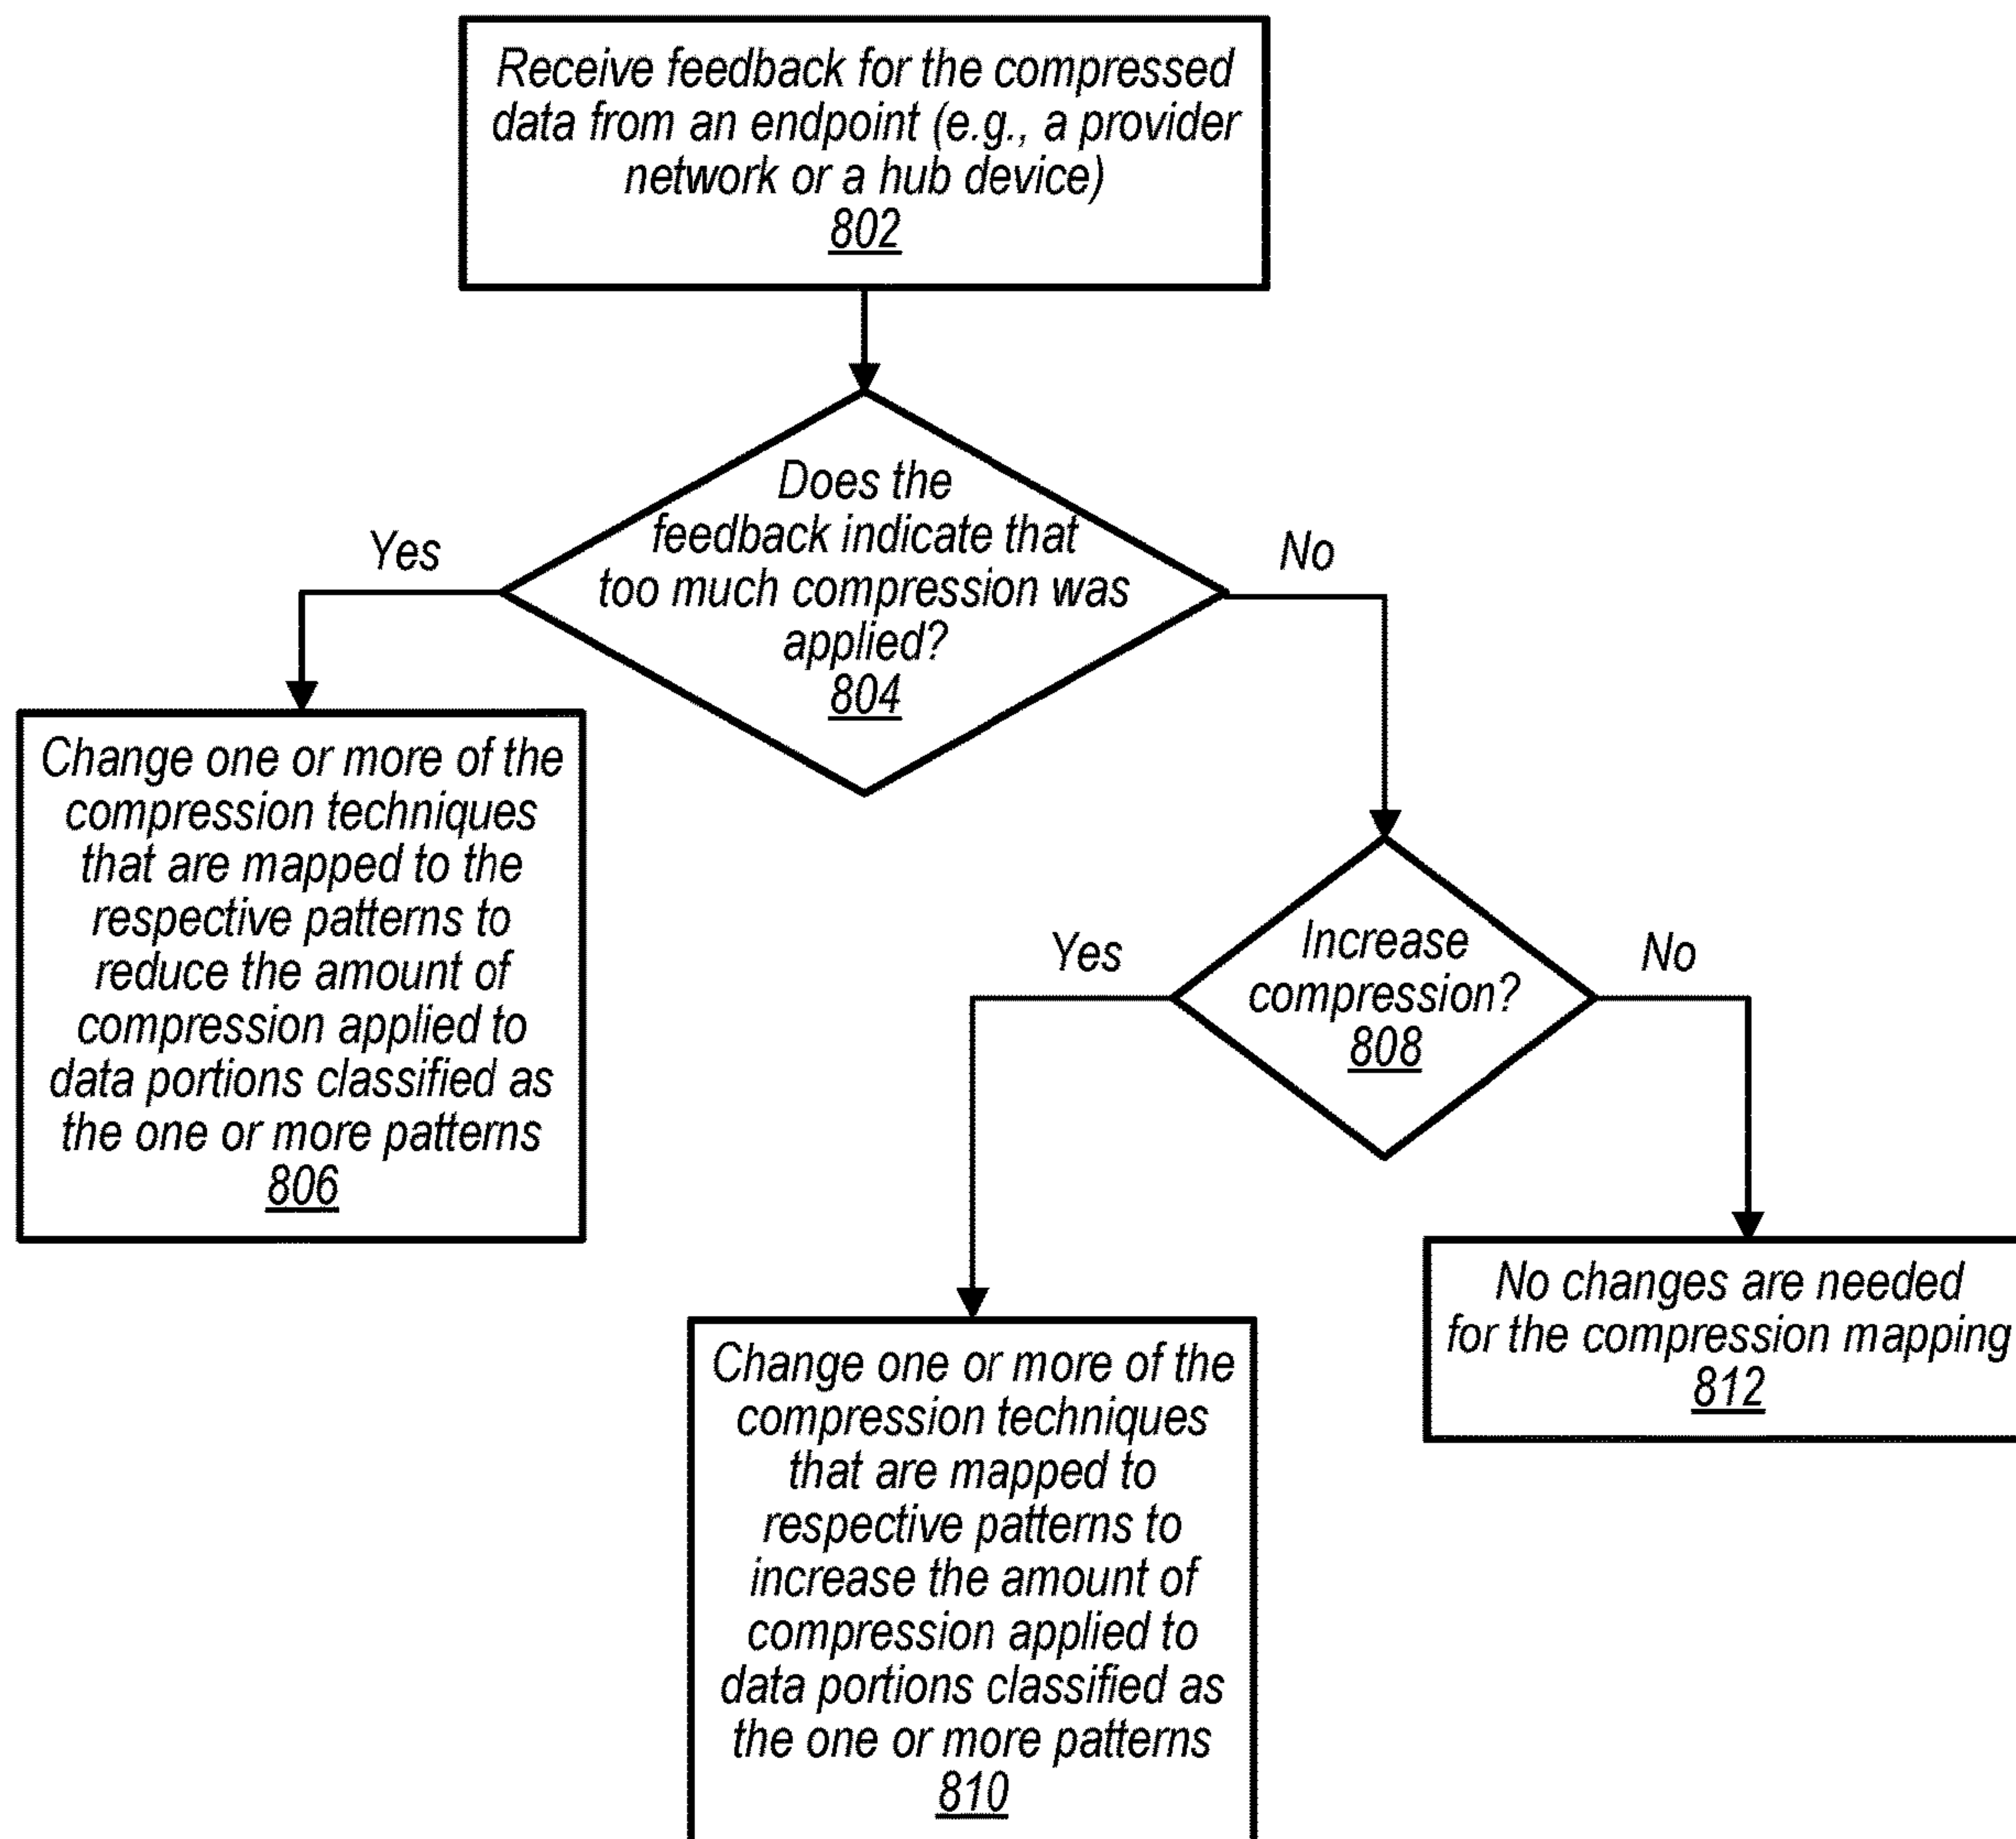 Receive feedback for the compressed
data from an endpoint (e.g., a provider
network or a hub device)
802
Does the
feedback indicate that
too much compression was
applied?
804
Yes
No
Change one or more of the
compression techniques
that are mapped to the
respective patterns to
reduce the amount of
compression applied to
data portions classified as
the one or more patterns
806
Increase
compression?
808
Yes
No
Change one or more of the
compression techniques
that are mapped to
respective patterns to
increase the amount of
compression applied to
data portions classified as
the one or more patterns
810
No changes are needed
for the compression mapping
812